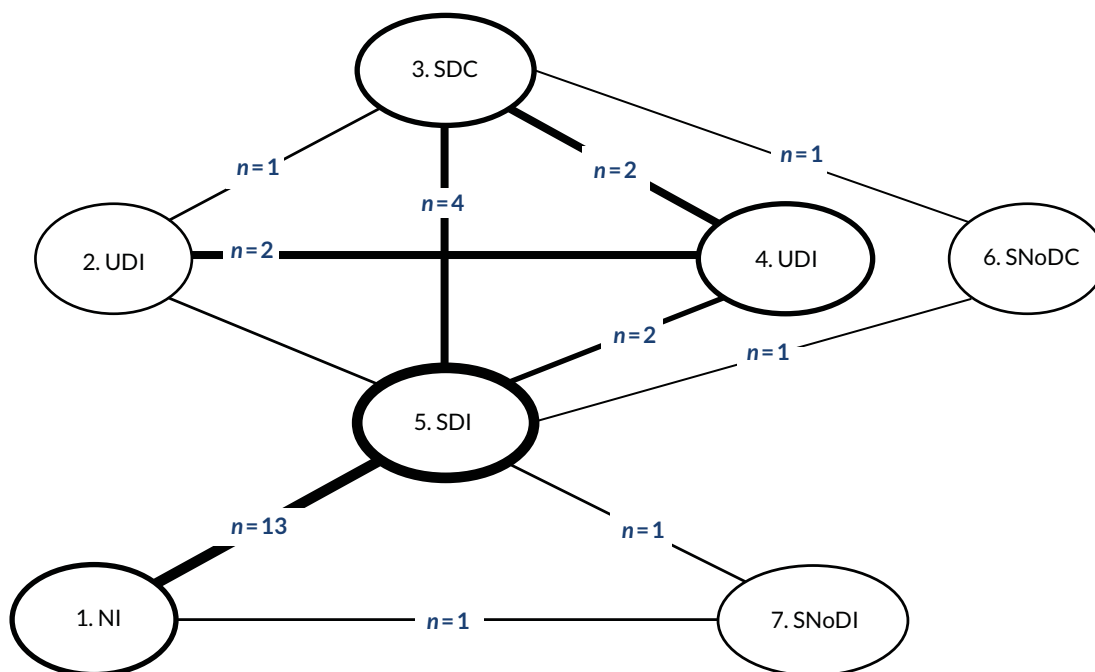 3. SDC
n=1
n=1
n=2
n=4
n=2
2. UDI
4. UDI
6. SNoDC
n=2
n=1
5. SDI
n=13
n=1
1. NI
n=1
7. SNoDI